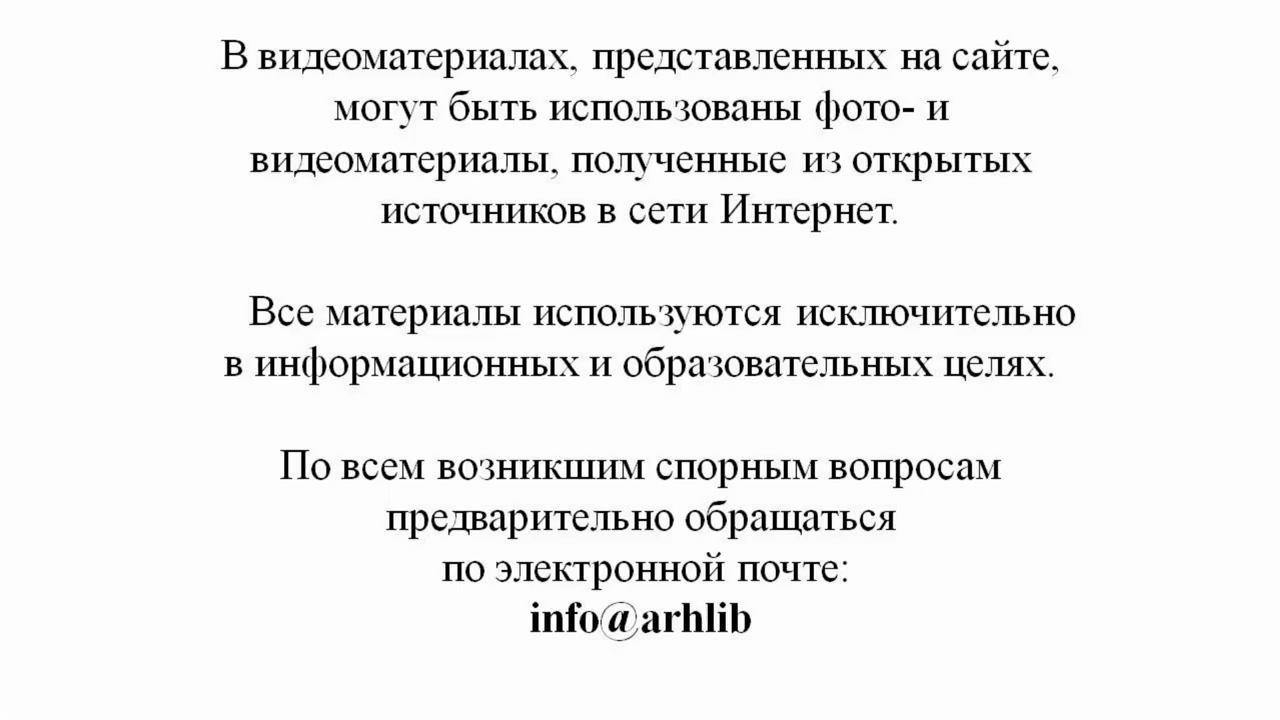 В видеоматериалах, представленных на сайте,
могут быть использованы фото- и
видеоматериалы, полученные из открытых
источников в сети Интернет.
Все материалы используются исключительно
в информационных и образовательных целях.
По всем возникшим спорным вопросам
предварительно обращаться
по электронной почте:
info@arhlib